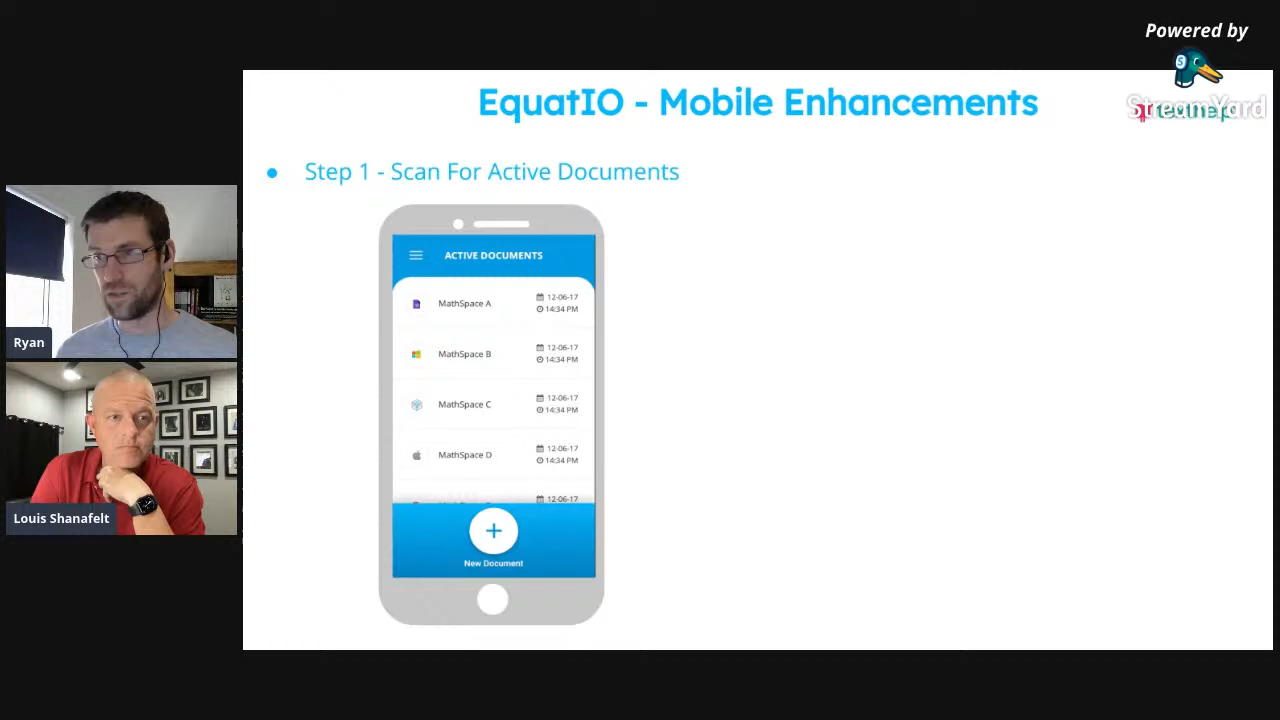 Powered by
StreamYard
EquatIO - Mobile Enhancements
Step 1 - Scan For Active Documents
ACTIVE DOCUMENTS
MathSpace A
12-06-17
14:34 PM
MathSpace B
12-06-17
14:34 PM
MathSpace C
12-06-17
14:34 PM
MathSpace D
12-06-17
14:34 PM
12-06-17
New Document
Ryan
Louis Shanafelt